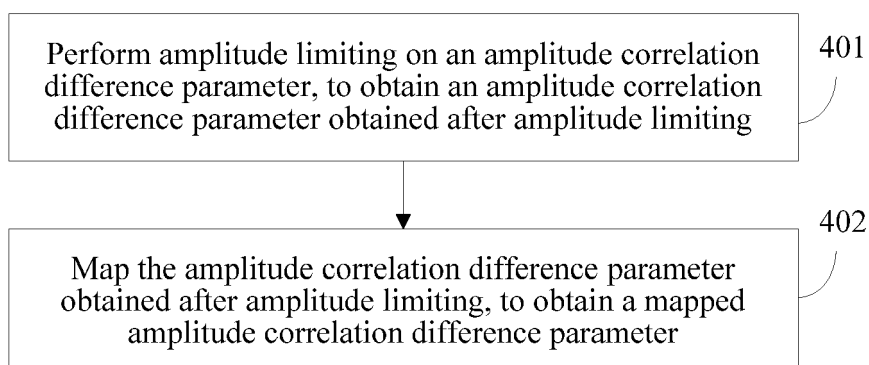 Perform amplitude limiting on an amplitude correlation
difference parameter, to obtain an amplitude correlation
difference parameter obtained after amplitude limiting
401
Map the amplitude correlation difference parameter
obtained after amplitude limiting, to obtain a mapped
amplitude correlation difference parameter
402